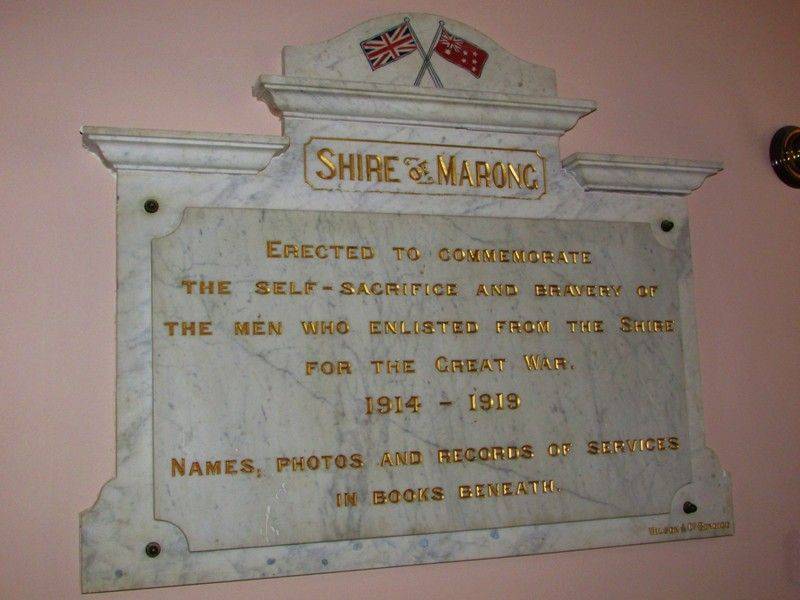 SHIRE OF MARONG
ERECTED TO COMMEMORATE
THE SELF-SACRIFICE AND BRAVERY OF
THE MEN WHO ENLISTED FROM THE SHIRE
FOR THE GREAT WAR.
1914 - 1919
NAMES, PHOTOS AND RECORDS OF SERVICES
IN BOOKS BENEATH.
& Co